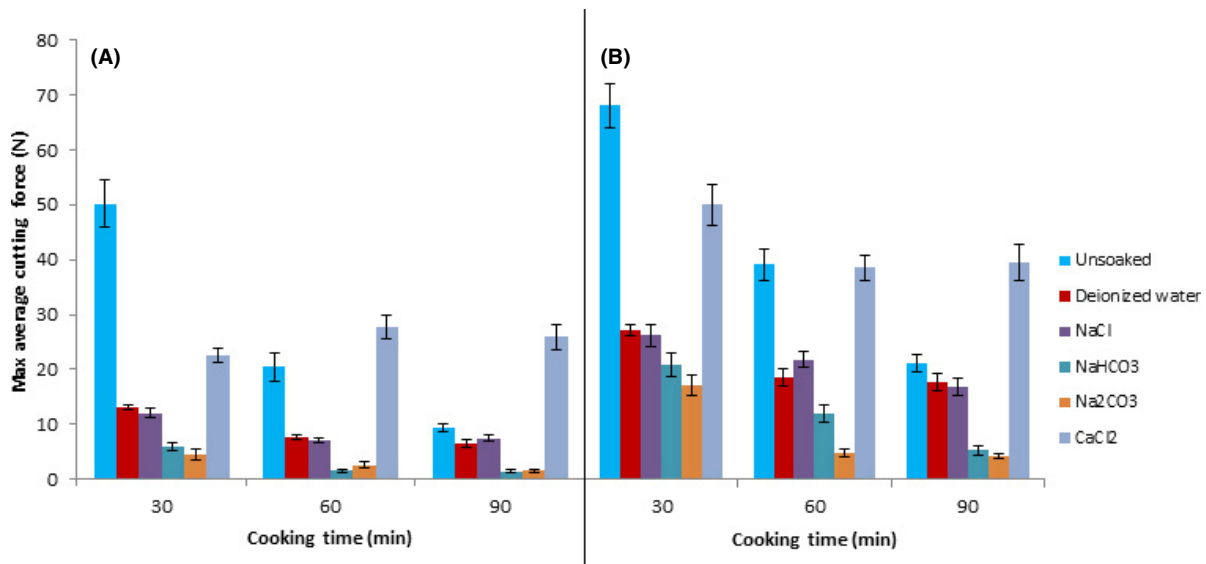 (A)
(B)
Max average cutting force (N)
80
70
60
50
40
30
20
10
0
30
60
90
30
60
90
Cooking time (min)
Cooking time (min)
Unsoaked
Deionized water
NaCl
NaHCO3
Na2CO3
CaCl2